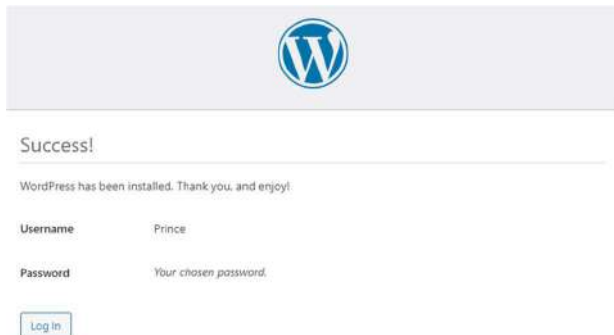 Success!
WordPress has been installed. Thank you, and enjoy!
Username Prince
Password Your chosen password.
Log In